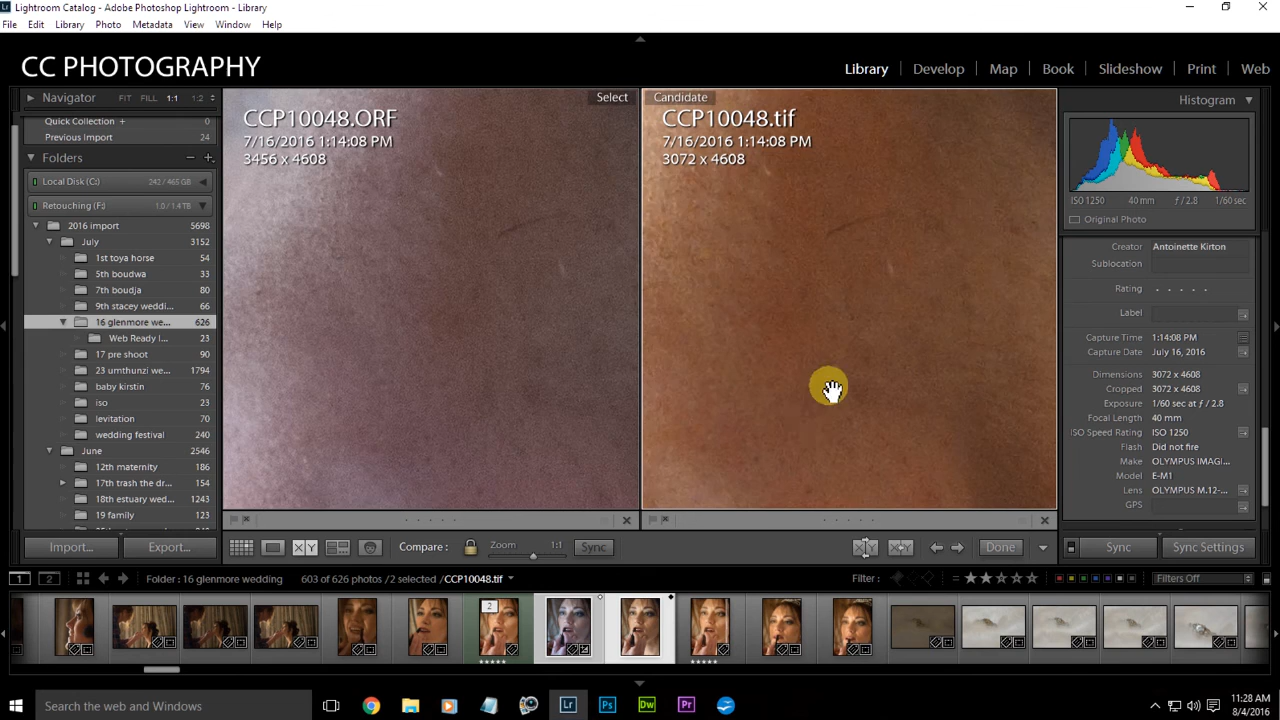 Lightroom Catalog - Adobe Photoshop Lightroom - Library
File Edit Library Photo Metadata View Window Help
CC PHOTOGRAPHY
Library | Develop | Map | Book | Slideshow | Print | Web
Navigator FIT FILL 1:1 1:2
Quick Collection + 0
Previous Import 24
Folders
Local Disk (C:) 242 / 465 GB
Retouching (F:) 1.0 / 1.4 TB
2016 import 5698
July 3152
1st toya horse 54
5th boudwa 33
7th boudja 80
9th stacey weddi... 66
16 glenmore we... 626
Web Ready I... 23
17 pre shoot 90
23 umthunzi we... 1794
baby kirstin 76
iso 23
levitation 70
wedding festival 240
June 2546
12th maternity 186
17th trash the dr... 154
18th estuary wed... 1243
19 family 123
Import... Export...
Select
CCP10048.ORF
7/16/2016 1:14:08 PM
3456 x 4608
Candidate
CCP10048.tif
7/16/2016 1:14:08 PM
3072 x 4608
Compare : Zoom 1:1 Sync
Done
Histogram
ISO 1250 40 mm ƒ / 2.8 1/60 sec
Original Photo
Creator Antoinette Kirton
Sublocation
Rating
Label
Capture Time 1:14:08 PM
Capture Date July 16, 2016
Dimensions 3072 x 4608
Cropped 3072 x 4608
Exposure 1/60 sec at ƒ / 2.8
Focal Length 40 mm
ISO Speed Rating ISO 1250
Flash Did not fire
Make OLYMPUS IMAGI...
Model E-M1
Lens OLYMPUS M.12-...
GPS
Sync Sync Settings
1 2 Folder : 16 glenmore wedding 603 of 626 photos / 2 selected / CCP10048.tif Filter : Filters Off
2
Search the web and Windows
11:28 AM
8/4/2016